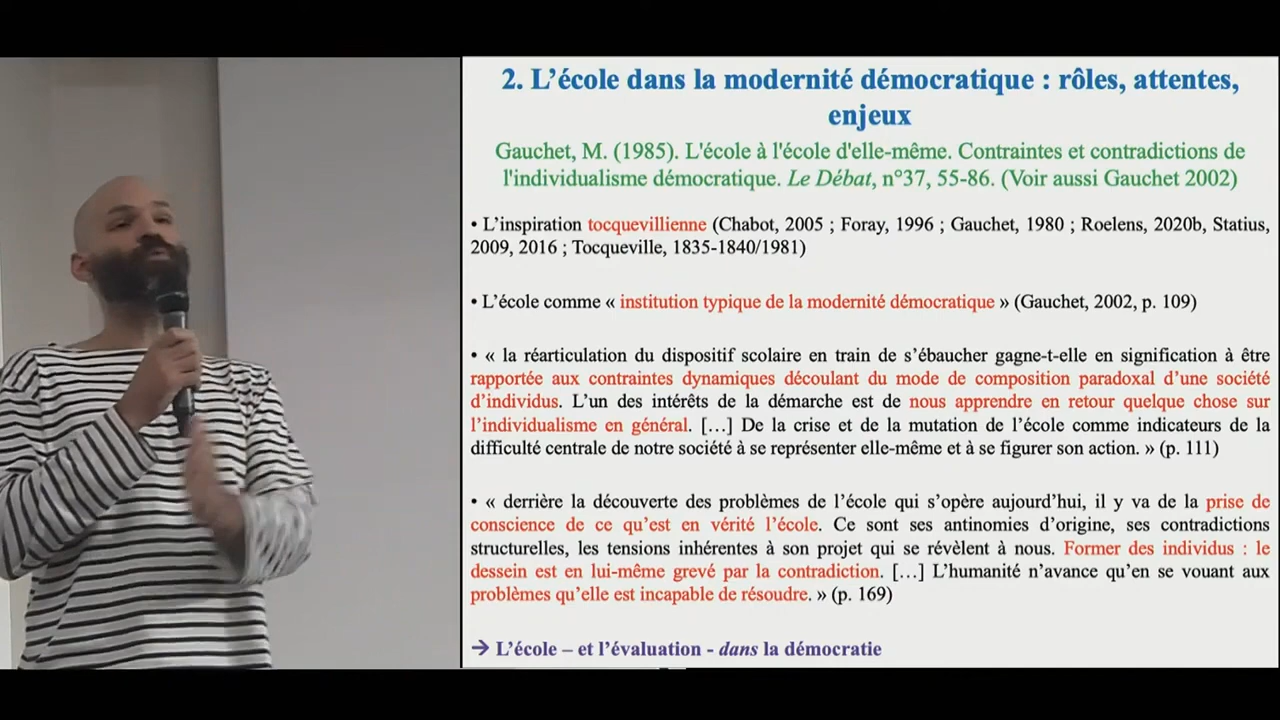 2. L'école dans la modernité démocratique : rôles, attentes,
enjeux
Gauchet, M. (1985). L'école à l'école d'elle-même. Contraintes et contradictions de
l'individualisme démocratique. Le Débat, n°37, 55-86. (Voir aussi Gauchet 2002)
• L'inspiration tocquevillienne (Chabot, 2005 ; Foray, 1996 ; Gauchet, 1980 ; Roelens, 2020b, Statius,
2009, 2016 ; Tocqueville, 1835-1840/1981)
• L'école comme « institution typique de la modernité démocratique » (Gauchet, 2002, p. 109)
• « la réarticulation du dispositif scolaire en train de s'ébaucher gagne-t-elle en signification à être
rapportée aux contraintes dynamiques découlant du mode de composition paradoxal d'une société
d'individus. L'un des intérêts de la démarche est de nous apprendre en retour quelque chose sur
l'individualisme en général. […] De la crise et de la mutation de l'école comme indicateurs de la
difficulté centrale de notre société à se représenter elle-même et à se figurer son action. » (p. 111)
• « derrière la découverte des problèmes de l'école qui s'opère aujourd'hui, il y va de la prise de
conscience de ce qu'est en vérité l'école. Ce sont ses antinomies d'origine, ses contradictions
structurelles, les tensions inhérentes à son projet qui se révèlent à nous. Former des individus : le
dessein est en lui-même grevé par la contradiction. […] L'humanité n'avance qu'en se vouant aux
problèmes qu'elle est incapable de résoudre. » (p. 169)
→ L'école – et l'évaluation - dans la démocratie